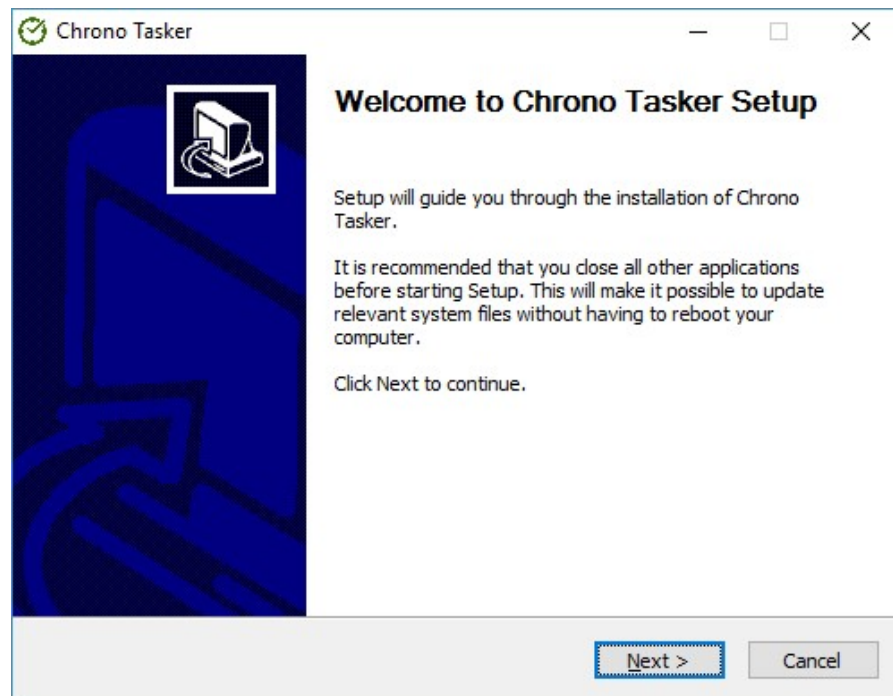 Chrono Tasker
Welcome to Chrono Tasker Setup
Setup will guide you through the installation of Chrono
Tasker.
It is recommended that you close all other applications
before starting Setup. This will make it possible to update
relevant system files without having to reboot your
computer.
Click Next to continue.
Next >
Cancel